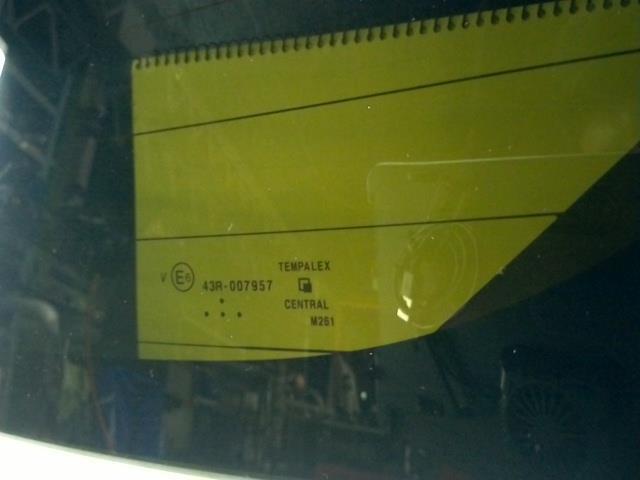 TEMPALEX
V E6 43R-007957
CENTRAL
M261